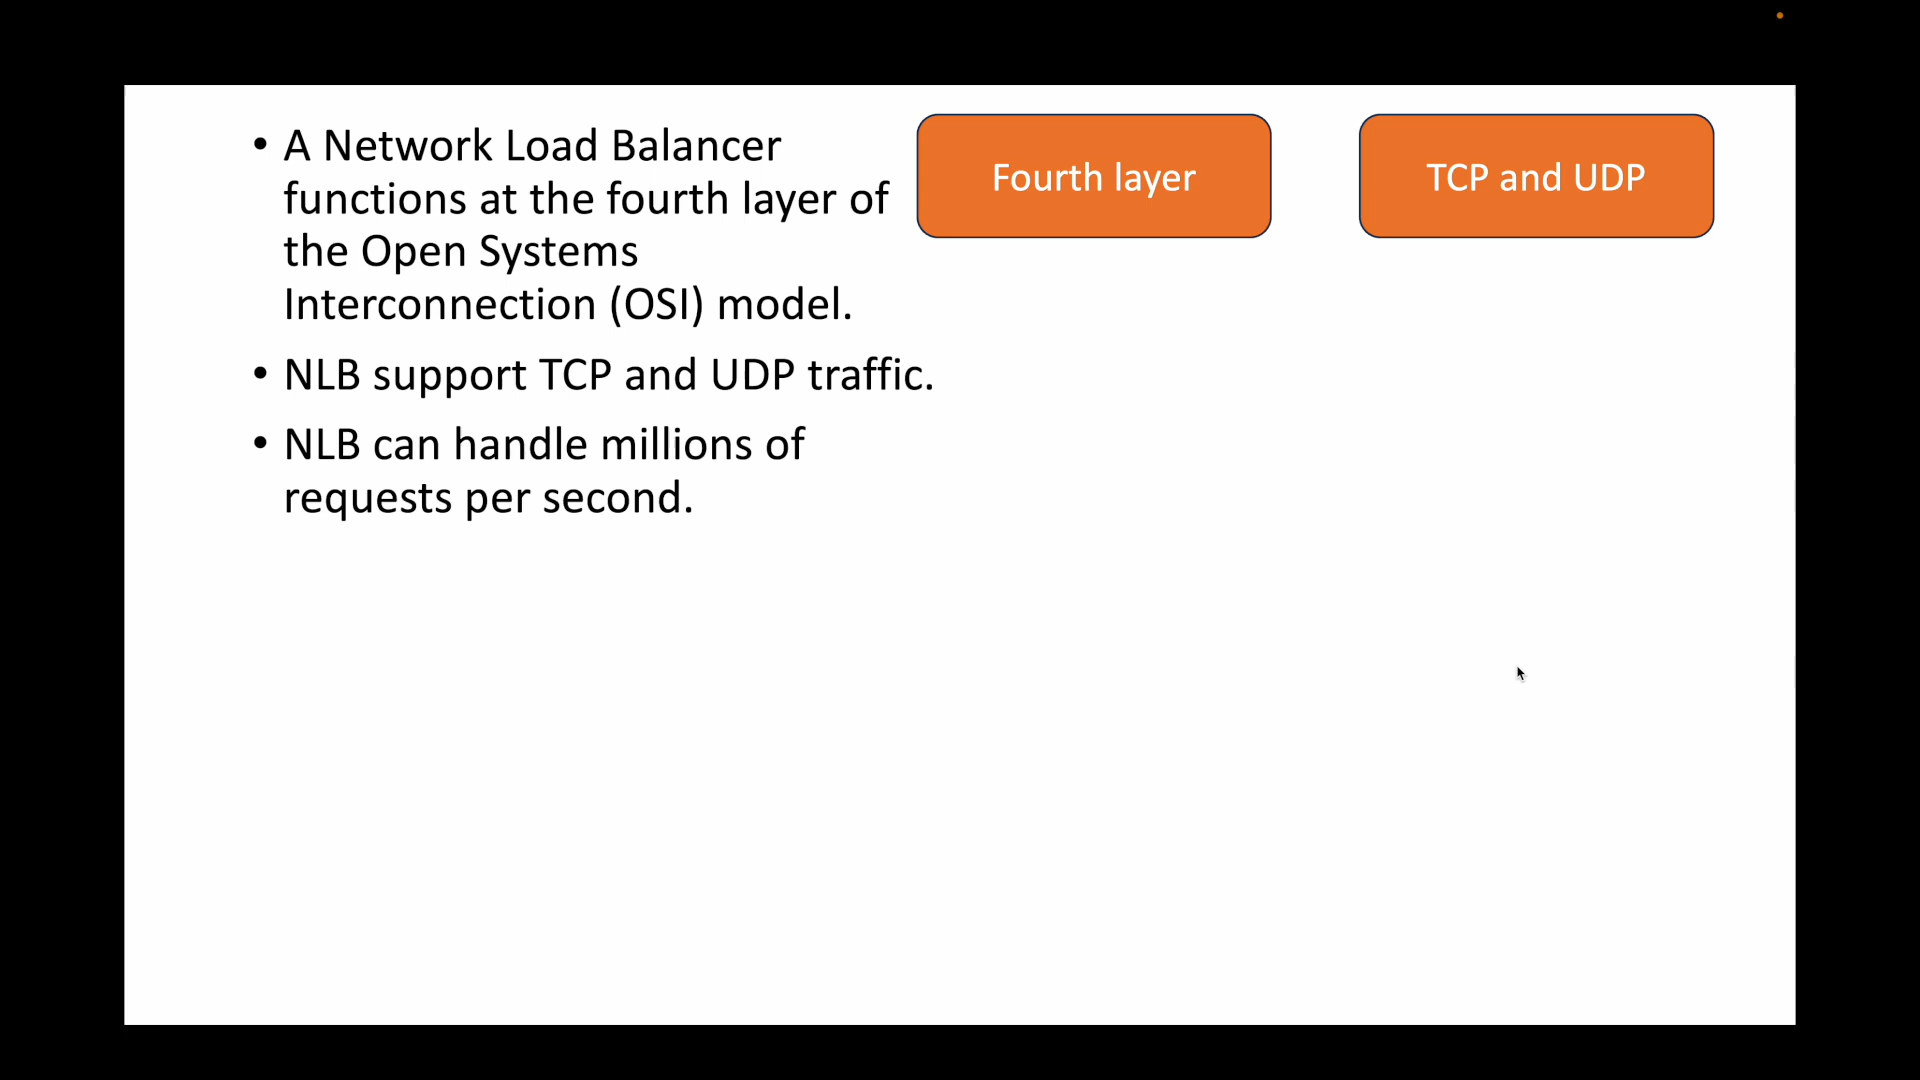 • A Network Load Balancer
functions at the fourth layer of
the Open Systems
Interconnection (OSI) model.
• NLB support TCP and UDP traffic.
• NLB can handle millions of
requests per second.
Fourth layer
TCP and UDP